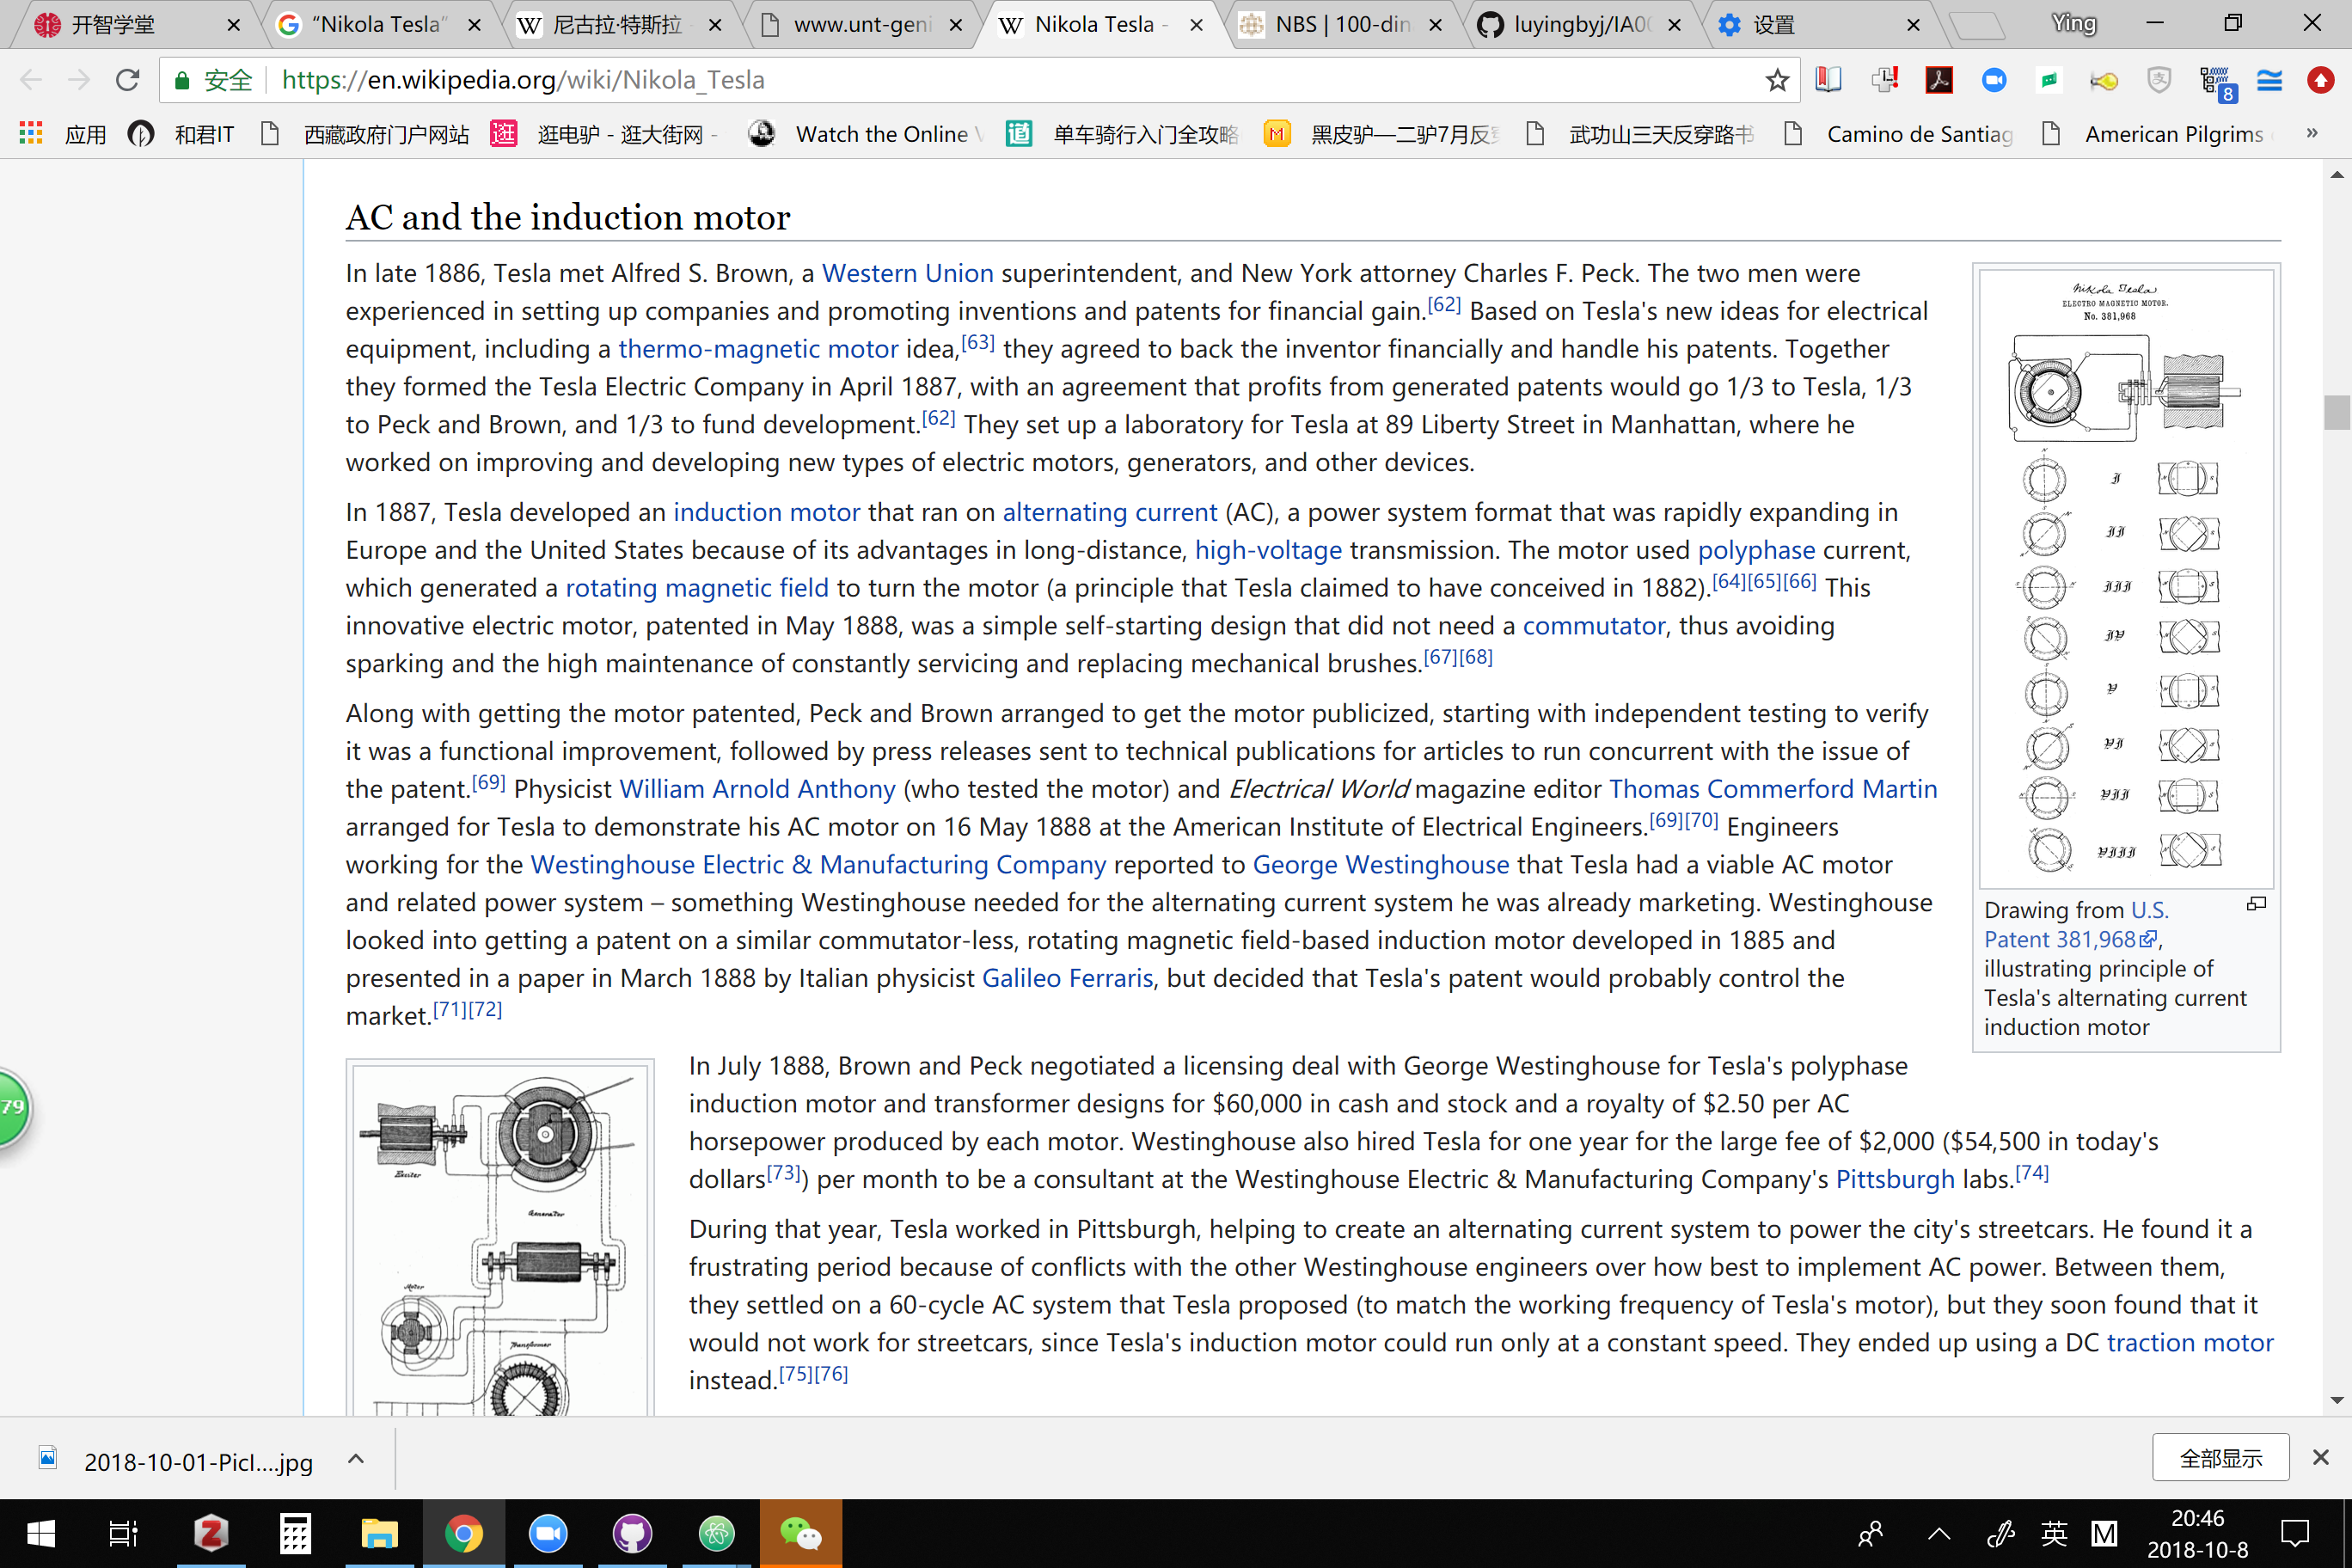 开智学堂
“Nikola Tesla”
尼古拉·特斯拉
www.unt-geni
Nikola Tesla -
NBS | 100-din
luyingbyj/IA00
设置
Ying
安全
https://en.wikipedia.org/wiki/Nikola_Tesla
8
应用
和君IT
西藏政府门户网站
逛
逛电驴 - 逛大街网 -
Watch the Online V
道
单车骑行入门全攻略
M
黑皮驴—二驴7月反穿
武功山三天反穿路书
Camino de Santiag
American Pilgrims
»
AC and the induction motor
In late 1886, Tesla met Alfred S. Brown, a Western Union superintendent, and New York attorney Charles F. Peck. The two men were
experienced in setting up companies and promoting inventions and patents for financial gain.[62] Based on Tesla's new ideas for electrical
equipment, including a thermo-magnetic motor idea,[63] they agreed to back the inventor financially and handle his patents. Together
they formed the Tesla Electric Company in April 1887, with an agreement that profits from generated patents would go 1/3 to Tesla, 1/3
to Peck and Brown, and 1/3 to fund development.[62] They set up a laboratory for Tesla at 89 Liberty Street in Manhattan, where he
worked on improving and developing new types of electric motors, generators, and other devices.
In 1887, Tesla developed an induction motor that ran on alternating current (AC), a power system format that was rapidly expanding in
Europe and the United States because of its advantages in long-distance, high-voltage transmission. The motor used polyphase current,
which generated a rotating magnetic field to turn the motor (a principle that Tesla claimed to have conceived in 1882).[64][65][66] This
innovative electric motor, patented in May 1888, was a simple self-starting design that did not need a commutator, thus avoiding
sparking and the high maintenance of constantly servicing and replacing mechanical brushes.[67][68]
Along with getting the motor patented, Peck and Brown arranged to get the motor publicized, starting with independent testing to verify
it was a functional improvement, followed by press releases sent to technical publications for articles to run concurrent with the issue of
the patent.[69] Physicist William Arnold Anthony (who tested the motor) and Electrical World magazine editor Thomas Commerford Martin
arranged for Tesla to demonstrate his AC motor on 16 May 1888 at the American Institute of Electrical Engineers.[69][70] Engineers
working for the Westinghouse Electric & Manufacturing Company reported to George Westinghouse that Tesla had a viable AC motor
and related power system – something Westinghouse needed for the alternating current system he was already marketing. Westinghouse
looked into getting a patent on a similar commutator-less, rotating magnetic field-based induction motor developed in 1885 and
presented in a paper in March 1888 by Italian physicist Galileo Ferraris, but decided that Tesla's patent would probably control the
market.[71][72]
Nikola Tesla
ELECTRO MAGNETIC MOTOR.
No. 381,968
Drawing from U.S.
Patent 381,968,
illustrating principle of
Tesla's alternating current
induction motor
79
Exciter
Generator
Motor
Transformer
In July 1888, Brown and Peck negotiated a licensing deal with George Westinghouse for Tesla's polyphase
induction motor and transformer designs for $60,000 in cash and stock and a royalty of $2.50 per AC
horsepower produced by each motor. Westinghouse also hired Tesla for one year for the large fee of $2,000 ($54,500 in today's
dollars[73]) per month to be a consultant at the Westinghouse Electric & Manufacturing Company's Pittsburgh labs.[74]
During that year, Tesla worked in Pittsburgh, helping to create an alternating current system to power the city's streetcars. He found it a
frustrating period because of conflicts with the other Westinghouse engineers over how best to implement AC power. Between them,
they settled on a 60-cycle AC system that Tesla proposed (to match the working frequency of Tesla's motor), but they soon found that it
would not work for streetcars, since Tesla's induction motor could run only at a constant speed. They ended up using a DC traction motor
instead.[75][76]
2018-10-01-PicI....jpg
全部显示
英
M
20:46
2018-10-8